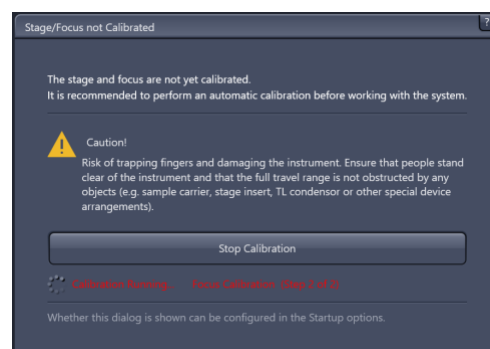 Stage/Focus not Calibrated
?
The stage and focus are not yet calibrated.
It is recommended to perform an automatic calibration before working with the system.
Caution!
Risk of trapping fingers and damaging the instrument. Ensure that people stand
clear of the instrument and that the full travel range is not obstructed by any
objects (e.g. sample carrier, stage insert, TL condensor or other special device
arrangements).
Stop Calibration
Calibration Running... Focus Calibration (Step 2 of 2)
Whether this dialog is shown can be configured in the Startup options.